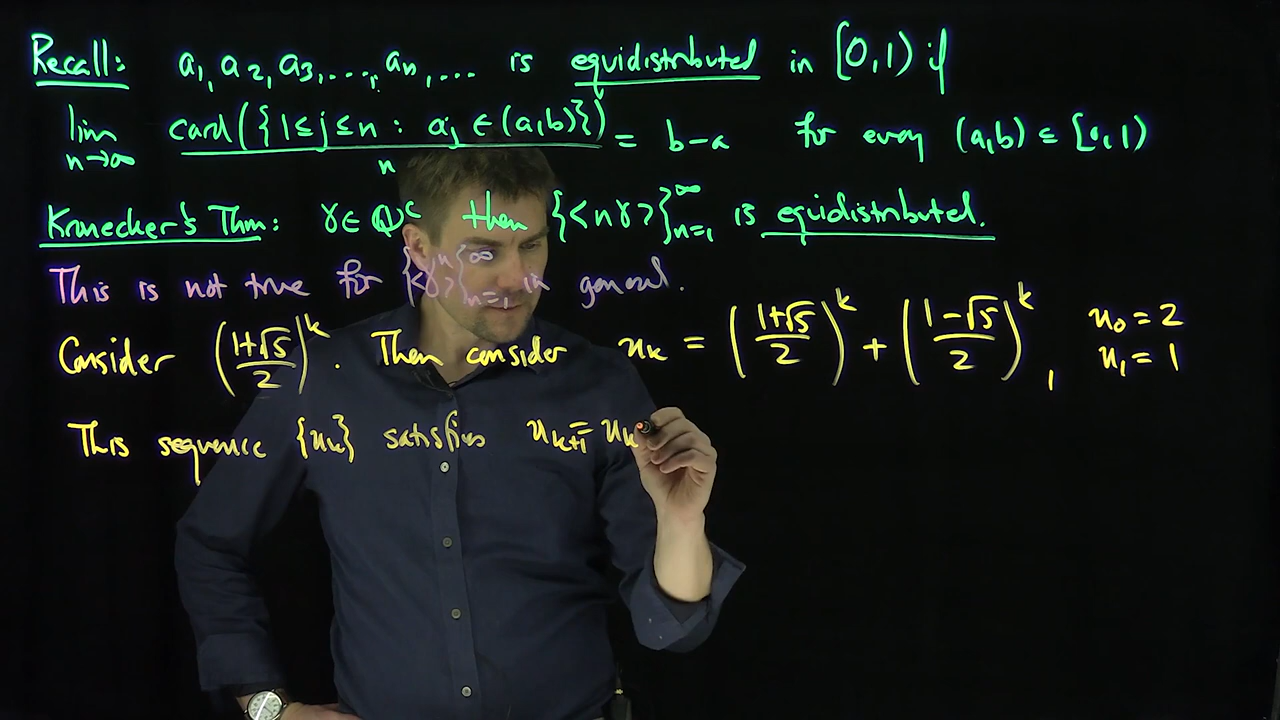 Recall: a₁, a₂, a₃, ..., aₙ, ... is equidistributed in [0,1) if
lim n→∞ card({1≤j≤n : aⱼ ∈ (a,b)}) / n = b-a for every (a,b) ⊆ [0,1)
Kronecker's Thm: γ∈ℚᶜ then {<nγ>}ₙ₌₁^∞ is equidistributed.
This is not true for {<γⁿ>}ₙ₌₁^∞ in general.
Consider ((1+√5)/2)ᵏ. Then consider uₖ = ((1+√5)/2)ᵏ + ((1-√5)/2)ᵏ, u₀ = 2
u₁ = 1
This sequence {uₖ} satisfies uₖ₊₁ = uₖ